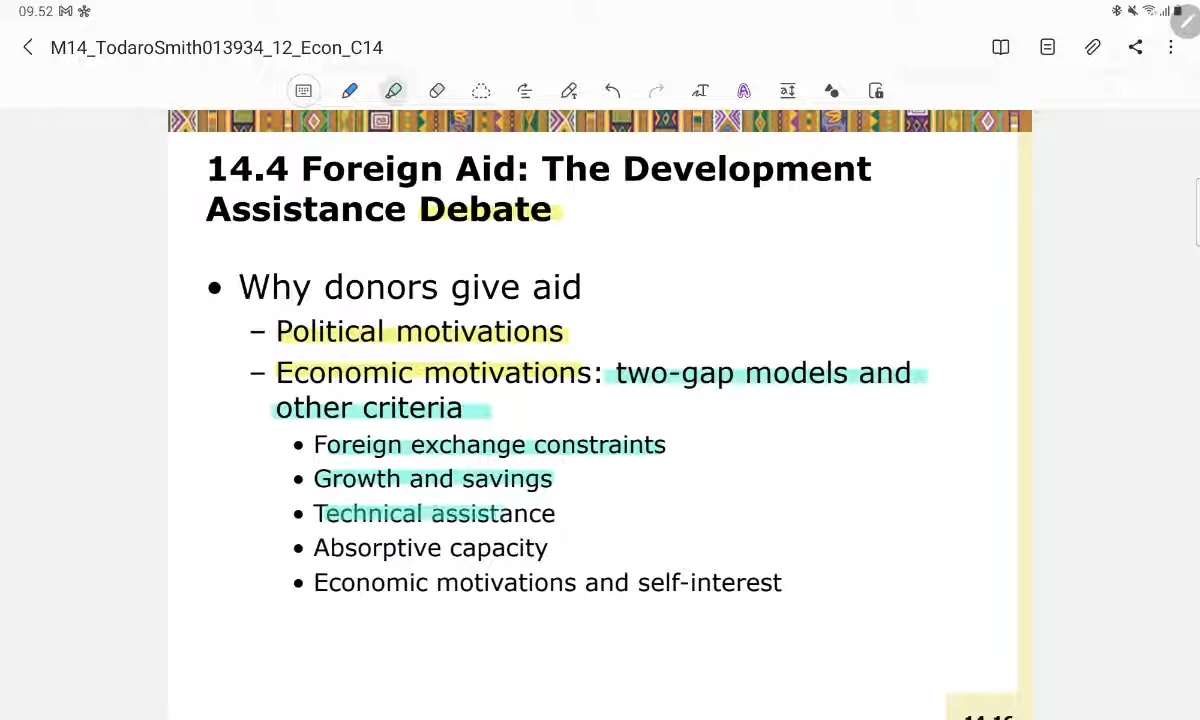 09.52
M14_TodaroSmith013934_12_Econ_C14
14.4 Foreign Aid: The Development
Assistance Debate
• Why donors give aid
– Political motivations
– Economic motivations: two-gap models and
other criteria
• Foreign exchange constraints
• Growth and savings
• Technical assistance
• Absorptive capacity
• Economic motivations and self-interest